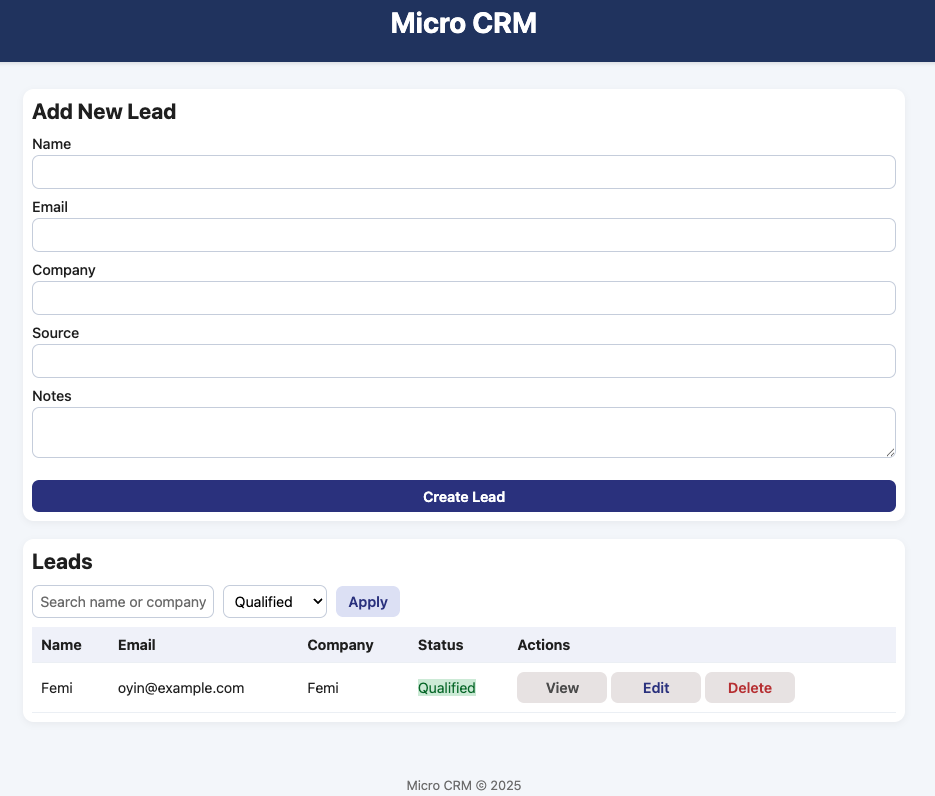 Micro CRM
Add New Lead
Name
Email
Company
Source
Notes
Create Lead
Leads
Search name or company Qualified Apply
Name Email Company Status Actions
Femi oyin@example.com Femi Qualified View Edit Delete
Micro CRM © 2025